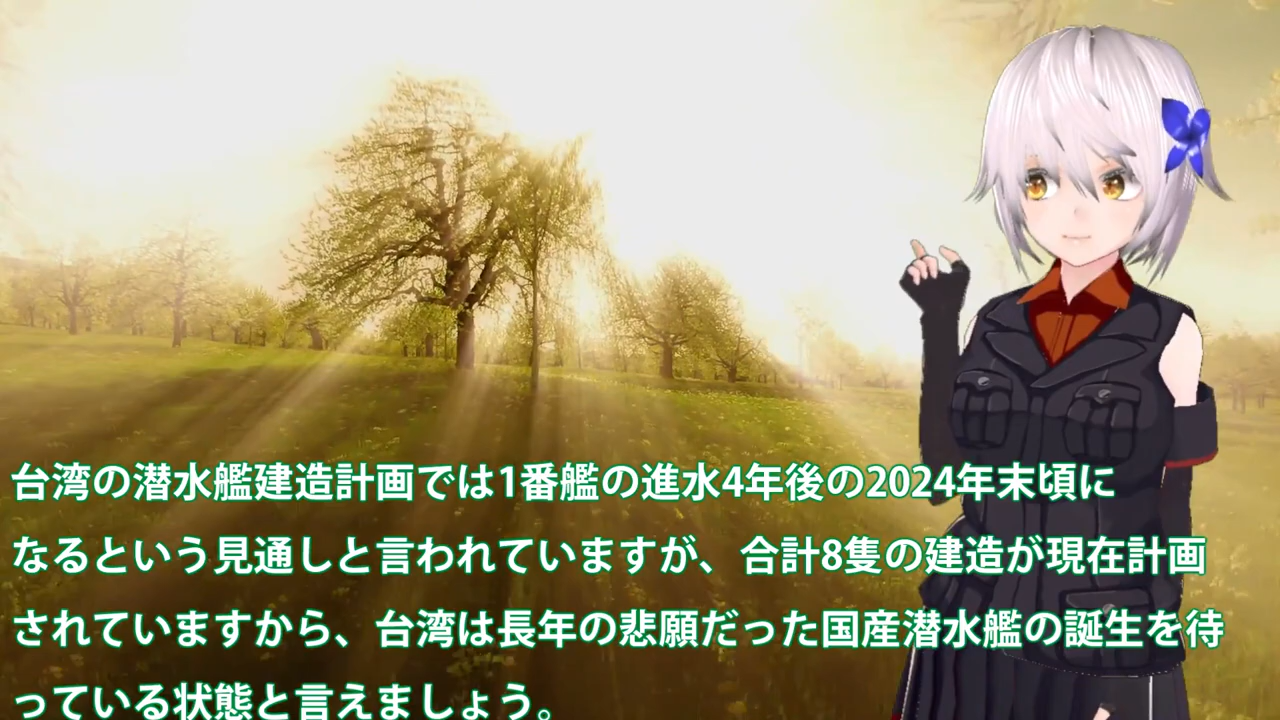 台湾の潜水艦建造計画では1番艦の進水4年後の2024年末頃に
なるという見通しと言われていますが、合計8隻の建造が現在計画
されていますから、台湾は長年の悲願だった国産潜水艦の誕生を待
っている状態と言えましょう。